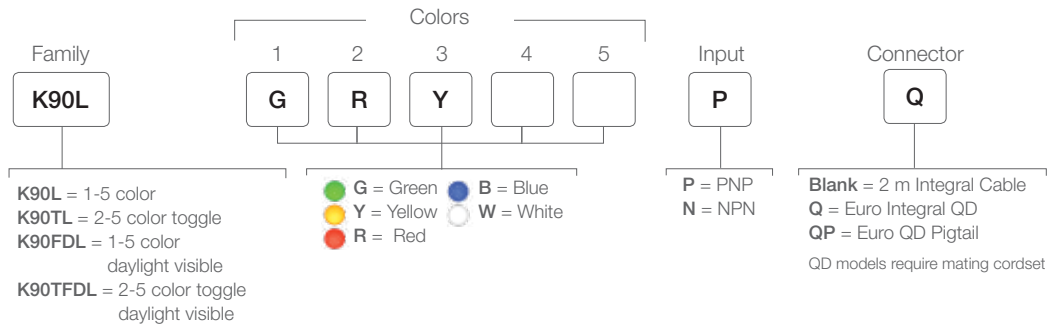 Colors
Family 1 2 3 4 5 Input Connector
K90L G R Y P Q
K90L = 1-5 color
K90TL = 2-5 color toggle
K90FDL = 1-5 color
daylight visible
K90TFDL = 2-5 color toggle
daylight visible
G = Green B = Blue
Y = Yellow W = White
R = Red
P = PNP
N = NPN
Blank = 2 m Integral Cable
Q = Euro Integral QD
QP = Euro QD Pigtail
QD models require mating cordset